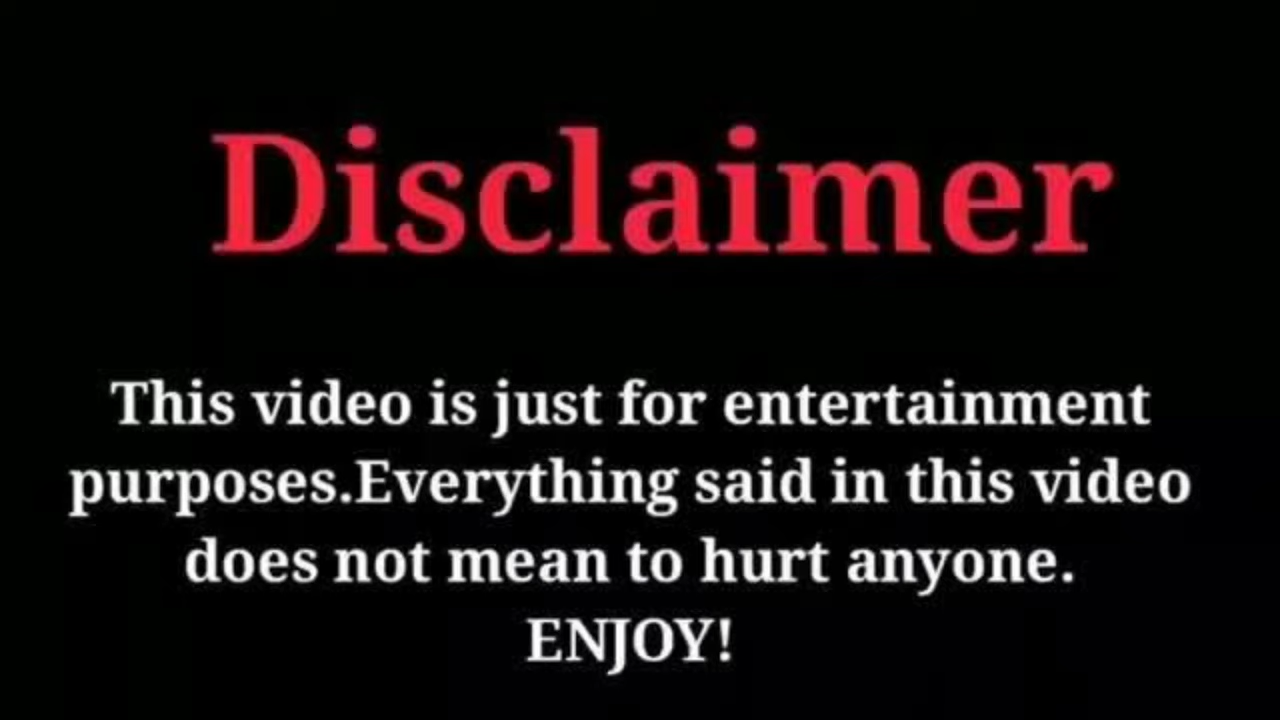 Disclaimer
This video is just for entertainment
purposes.Everything said in this video
does not mean to hurt anyone.
ENJOY!